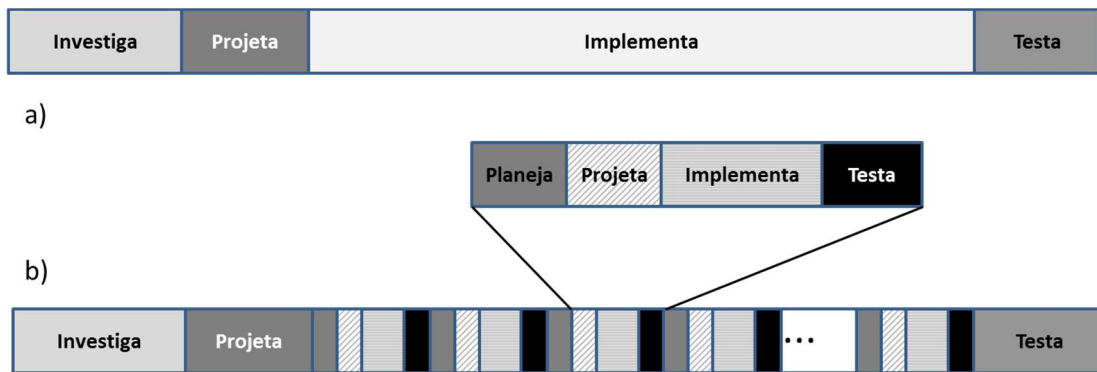 Investiga Projeta Implementa Testa
a)
Planeja Projeta Implementa Testa
b)
Investiga Projeta ... Testa